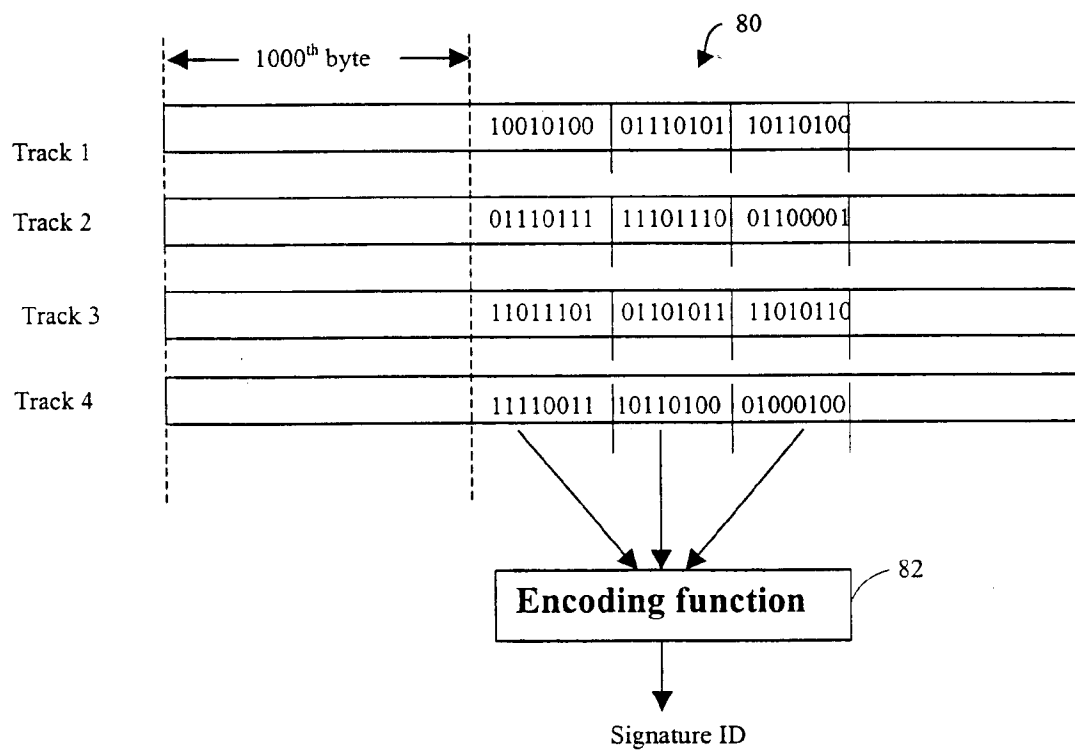 80
1000th byte
Track 1
10010100 01110101 10110100
Track 2
01110111 11101110 01100001
Track 3
11011101 01101011 11010110
Track 4
11110011 10110100 01000100
Encoding function
82
Signature ID